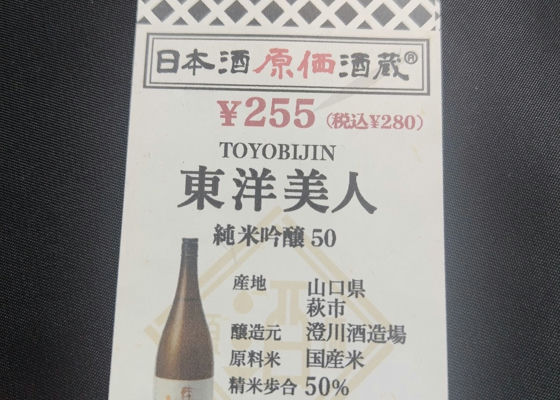 日本酒原価酒蔵®
¥255（税込¥280）
TOYOBIJIN
東洋美人
純米吟醸50
産地 山口県
萩市
醸造元 澄川酒造場
原料米 国産米
精米歩合 50%